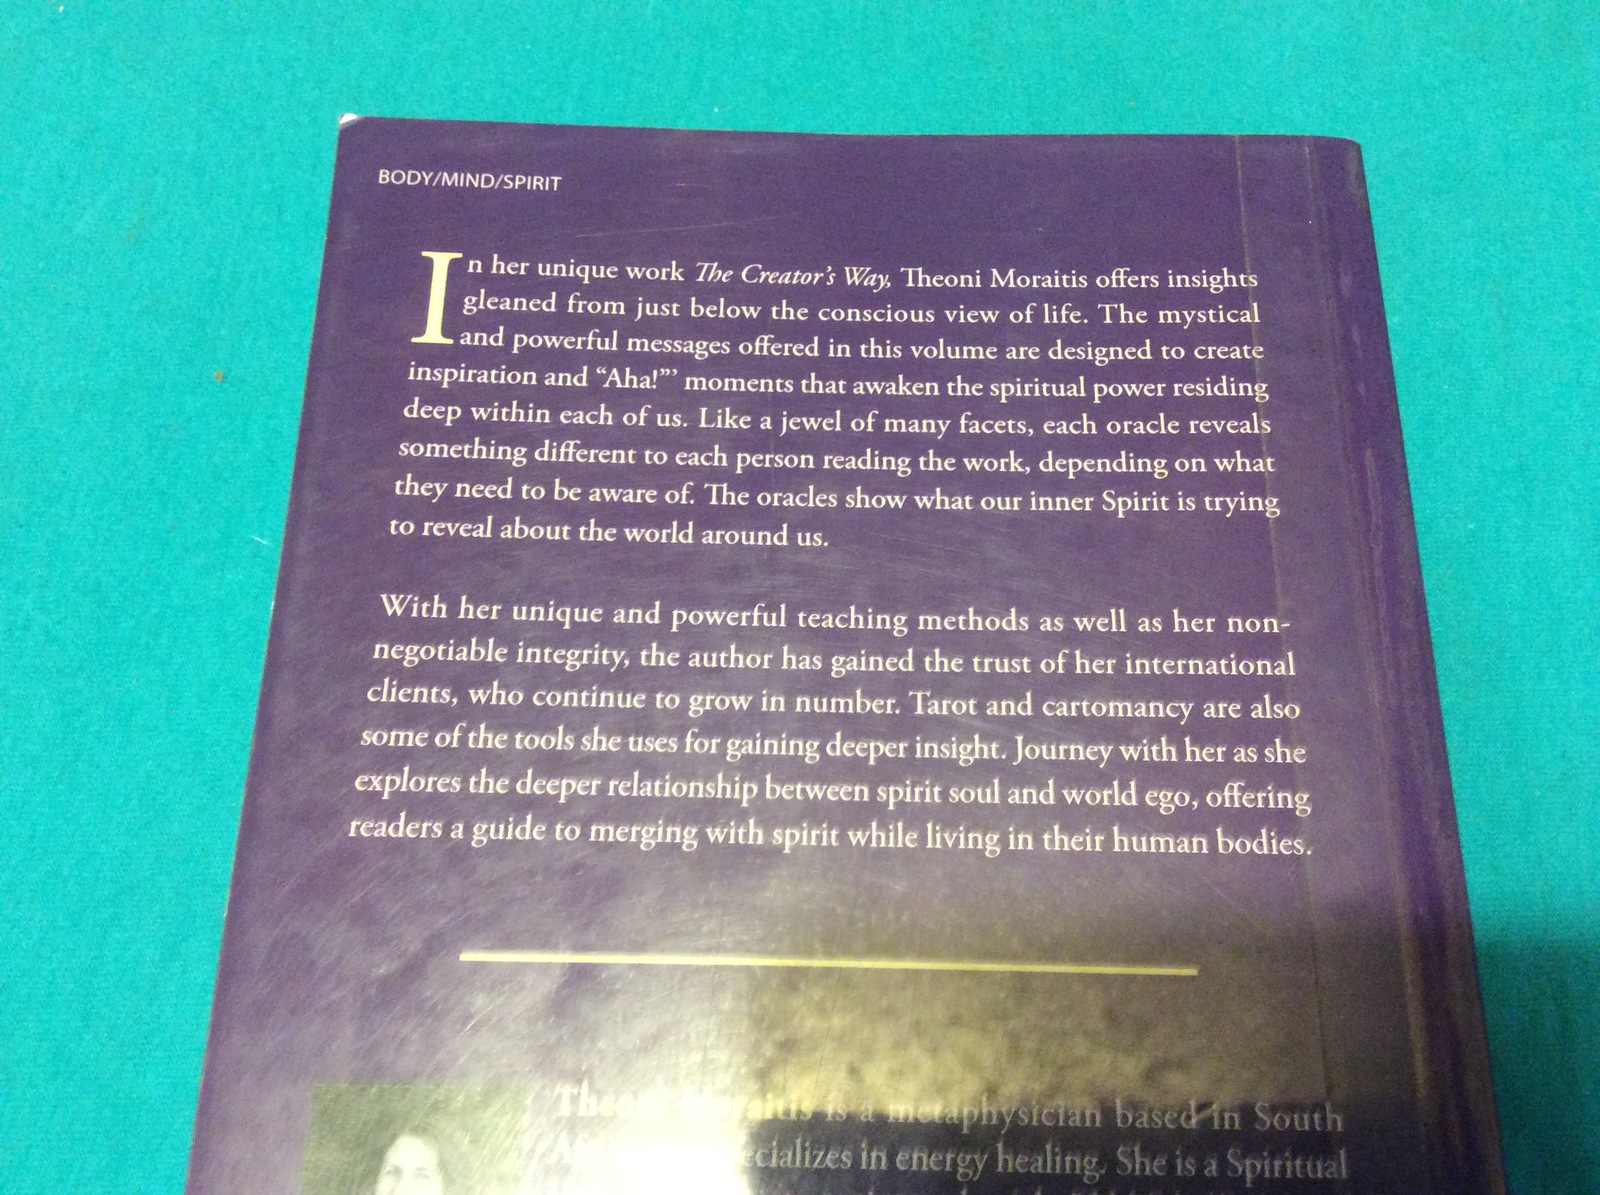 BODY/MIND/SPIRIT
In her unique work The Creator's Way, Theoni Moraitis offers insights
gleaned from just below the conscious view of life. The mystical
and powerful messages offered in this volume are designed to create
inspiration and “Aha!”’ moments that awaken the spiritual power residing
deep within each of us. Like a jewel of many facets, each oracle reveals
something different to each person reading the work, depending on what
they need to be aware of. The oracles show what our inner Spirit is trying
to reveal about the world around us.
With her unique and powerful teaching methods as well as her non-
negotiable integrity, the author has gained the trust of her international
clients, who continue to grow in number. Tarot and cartomancy are also
some of the tools she uses for gaining deeper insight. Journey with her as she
explores the deeper relationship between spirit soul and world ego, offering
readers a guide to merging with spirit while living in their human bodies.
Theoni Moraitis is a metaphysician based in South
in energy healing. She is a Spiritual